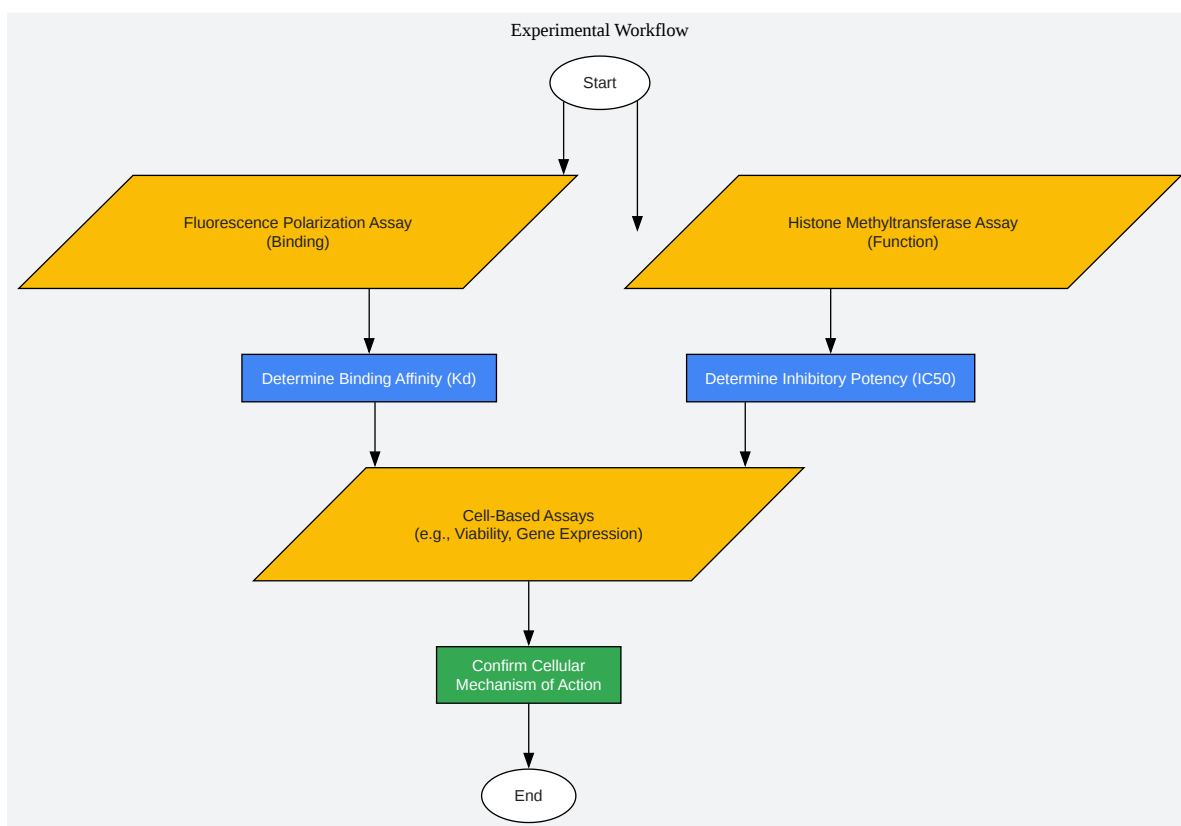 Experimental Workflow
Start
Fluorescence Polarization Assay
(Binding)
Histone Methyltransferase Assay
(Function)
Determine Binding Affinity (Kd)
Determine Inhibitory Potency (IC50)
Cell-Based Assays
(e.g., Viability, Gene Expression)
Confirm Cellular
Mechanism of Action
End